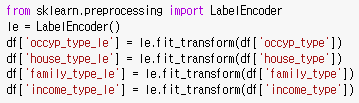 from sklearn.preprocessing import LabelEncoder
le = LabelEncoder()
df['occyp_type_le'] = le.fit_transform(df['occyp_type'])
df['house_type_le'] = le.fit_transform(df['house_type'])
df['family_type_le'] = le.fit_transform(df['family_type'])
df['income_type_le'] = le.fit_transform(df['income_type'])